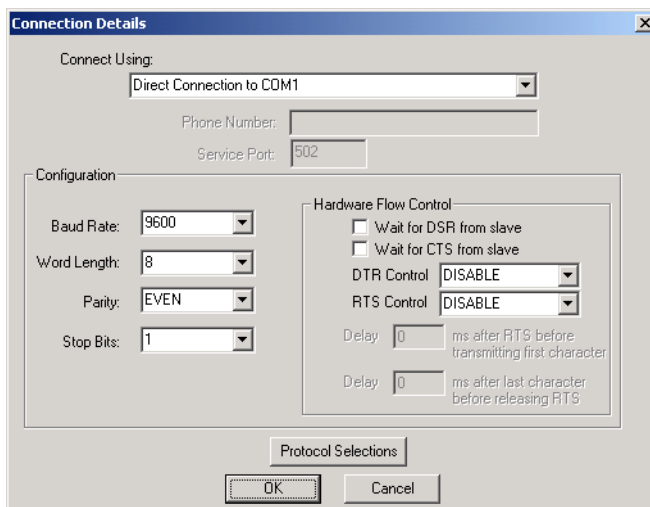 Connection Details
Connect Using:
Direct Connection to COM1
Phone Number:
Service Port: 502
Configuration
Baud Rate: 9600
Word Length: 8
Parity: EVEN
Stop Bits: 1
Hardware Flow Control
Wait for DSR from slave
Wait for CTS from slave
DTR Control DISABLE
RTS Control DISABLE
Delay 0 ms after RTS before
transmitting first character
Delay 0 ms after last character
before releasing RTS
Protocol Selections
OK Cancel